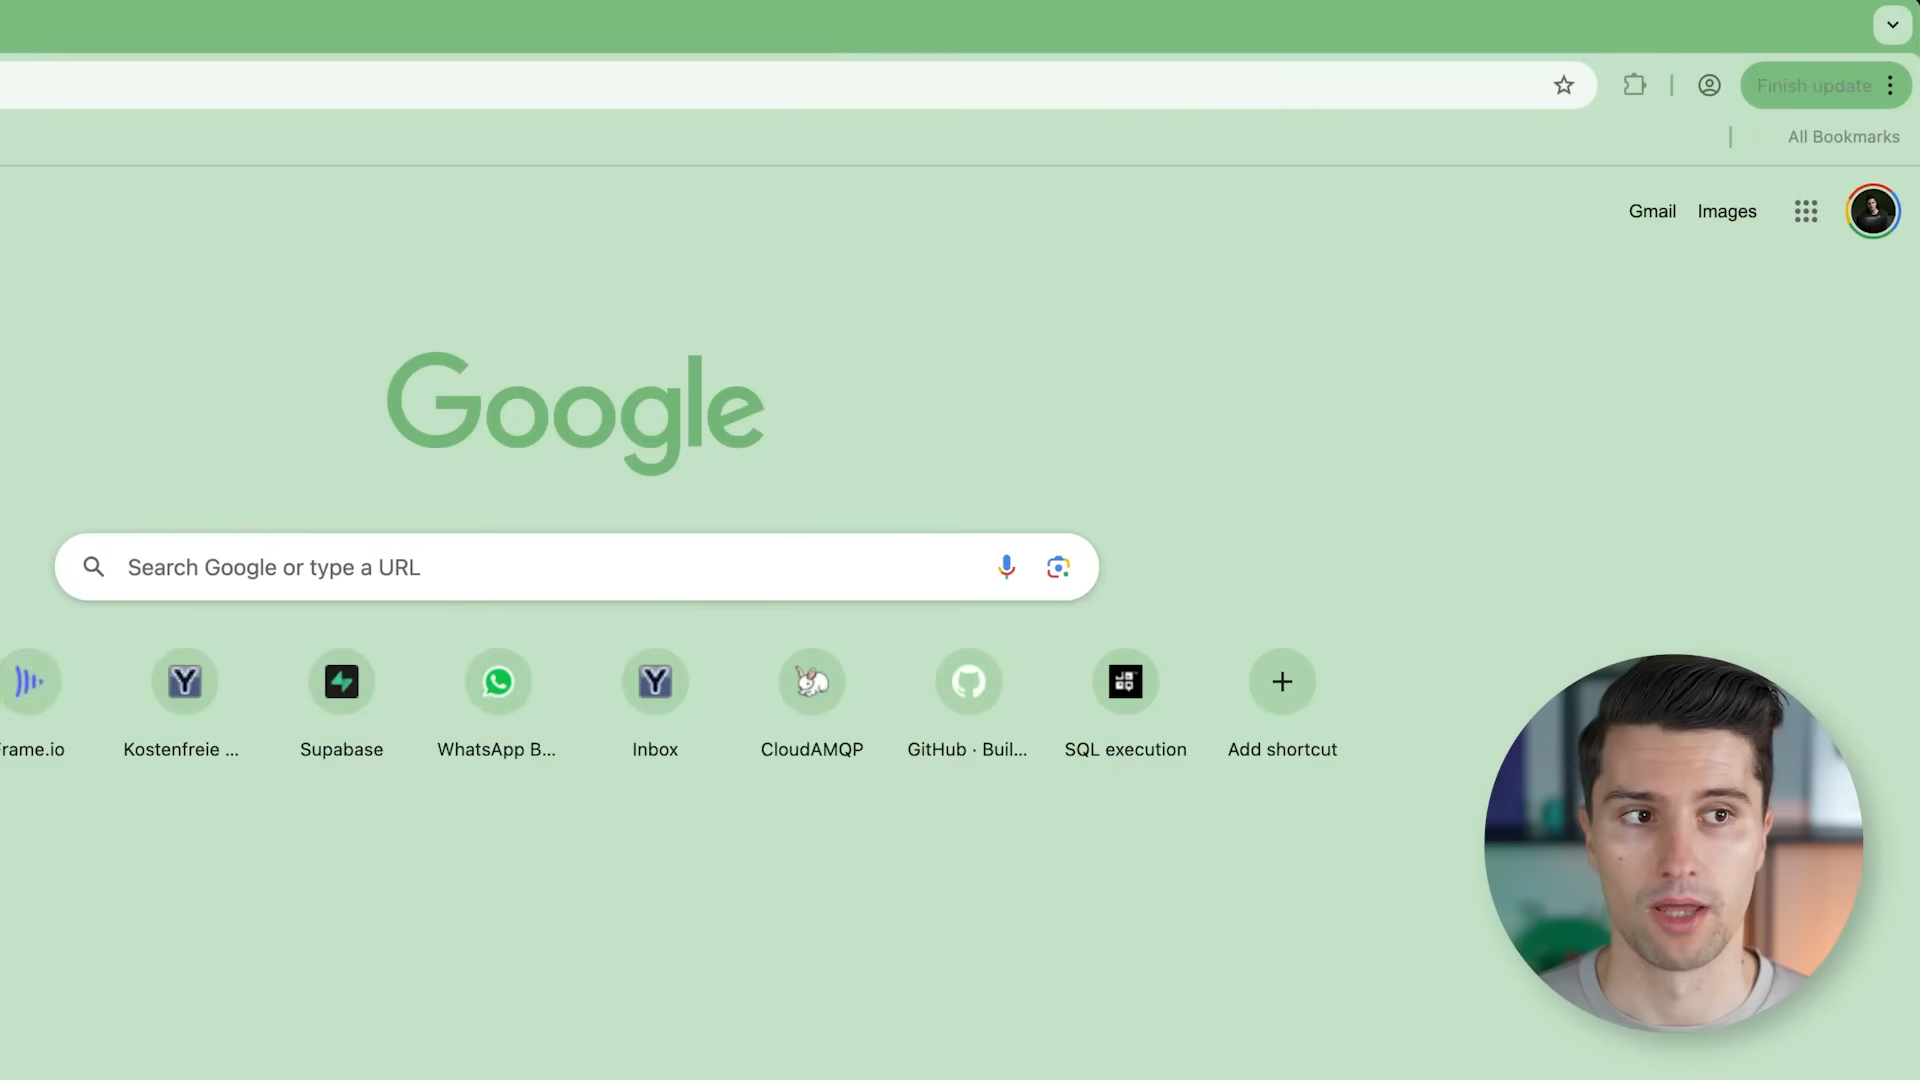 Finish update
All Bookmarks
Gmail Images
Google
Search Google or type a URL
Frame.io Kostenfreie ... Supabase WhatsApp B... Inbox CloudAMQP GitHub · Buil... SQL execution Add shortcut